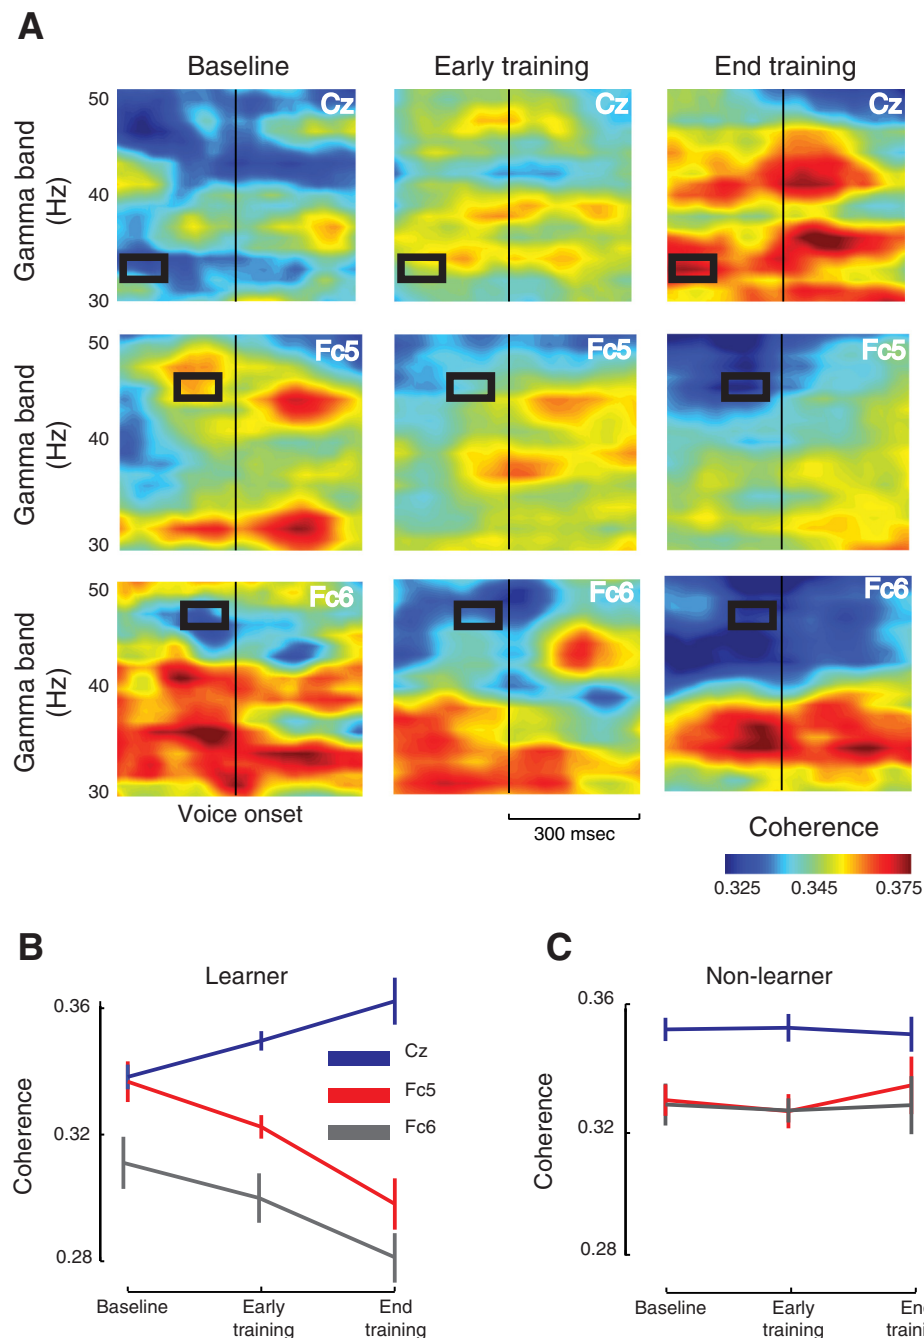 A
Baseline
Early training
End training
Gamma band
(Hz)
50
40
30
Cz
Cz
Cz
Gamma band
(Hz)
50
40
30
Fc5
Fc5
Fc5
Gamma band
(Hz)
50
40
30
Fc6
Fc6
Fc6
Voice onset
300 msec
Coherence
0.325
0.345
0.375
B
Learner
Coherence
0.36
0.32
0.28
Cz
Fc5
Fc6
Baseline
Early
training
End
training
C
Non-learner
Coherence
0.36
0.32
0.28
Baseline
Early
training